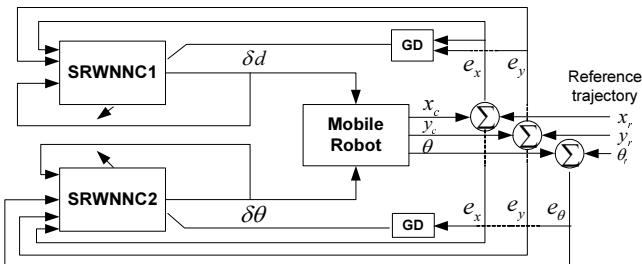 SRWNNC1
GD
δd
e_x
e_y
Reference
trajectory
Mobile
Robot
x_c
y_c
θ
Σ
Σ
Σ
x_r
y_r
θ_r
SRWNNC2
δθ
GD
e_x
e_y
e_θ